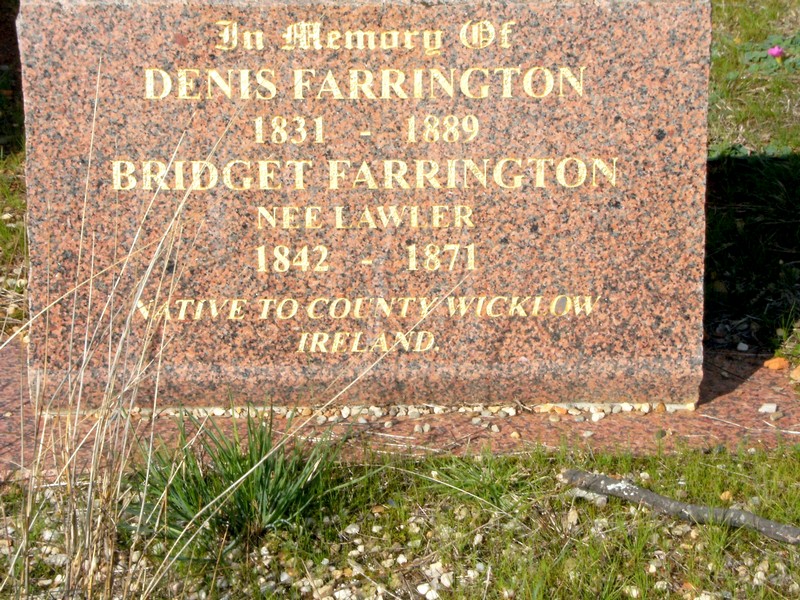 In Memory Of
DENIS FARRINGTON
1831 - 1889
BRIDGET FARRINGTON
NEE LAWLER
1842 - 1871
NATIVE TO COUNTY WICKLOW
IRELAND.